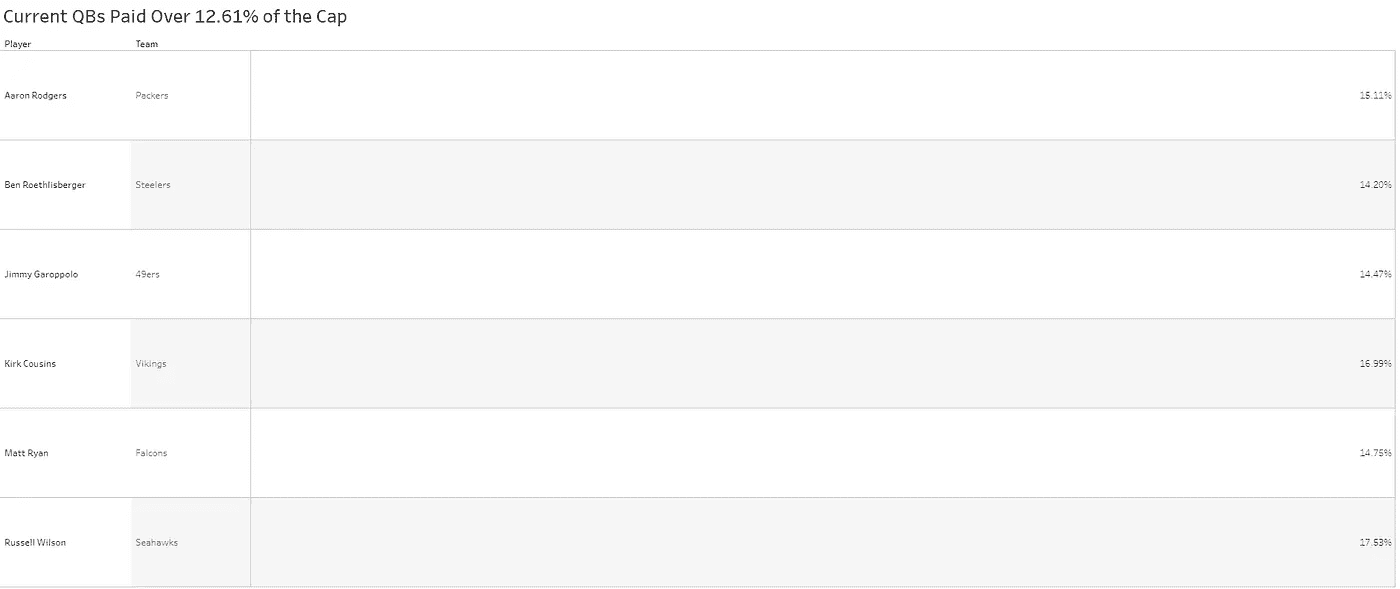 Current QBs Paid Over 12.61% of the Cap
Player Team
Aaron Rodgers Packers 15.11%
Ben Roethlisberger Steelers 14.20%
Jimmy Garoppolo 49ers 14.47%
Kirk Cousins Vikings 16.99%
Matt Ryan Falcons 14.75%
Russell Wilson Seahawks 17.53%